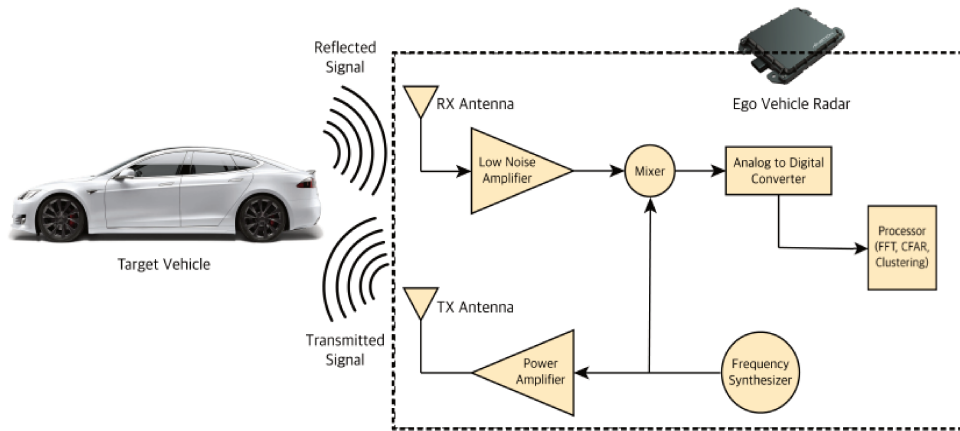 Reflected
Signal
RX Antenna
Ego Vehicle Radar
Low Noise
Amplifier
Mixer
Analog to Digital
Converter
Processor
(FFT, CFAR,
Clustering)
Target Vehicle
TX Antenna
Transmitted
Signal
Power
Amplifier
Frequency
Synthesizer